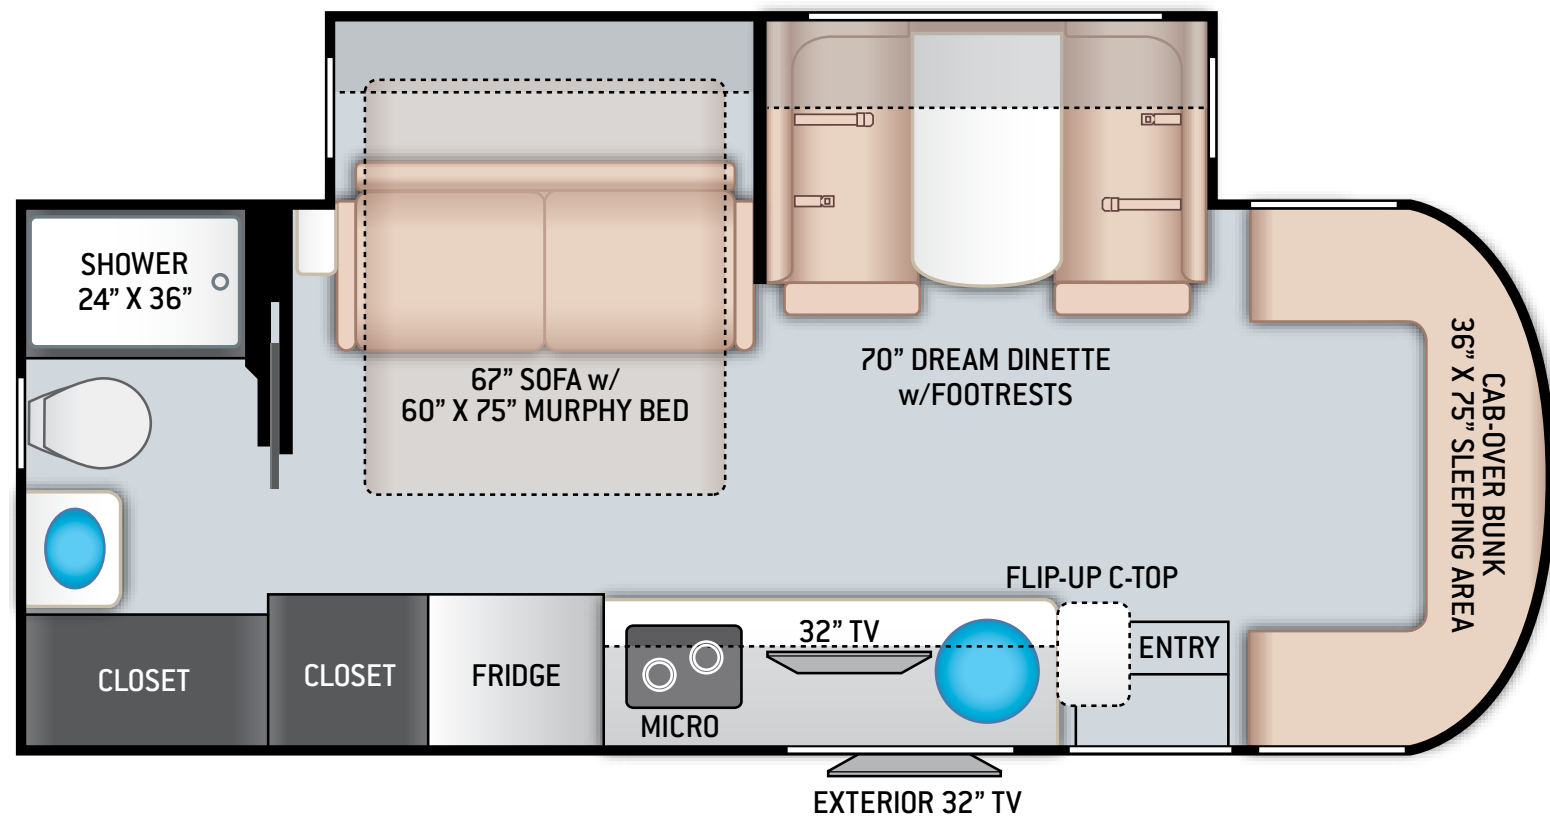 SHOWER
24” X 36”
67” SOFA w/
60” X 75” MURPHY BED
70” DREAM DINETTE
w/FOOTRESTS
CAB-OVER BUNK
36” X 75” SLEEPING AREA
FLIP-UP C-TOP
ENTRY
32” TV
MICRO
FRIDGE
CLOSET
CLOSET
EXTERIOR 32” TV